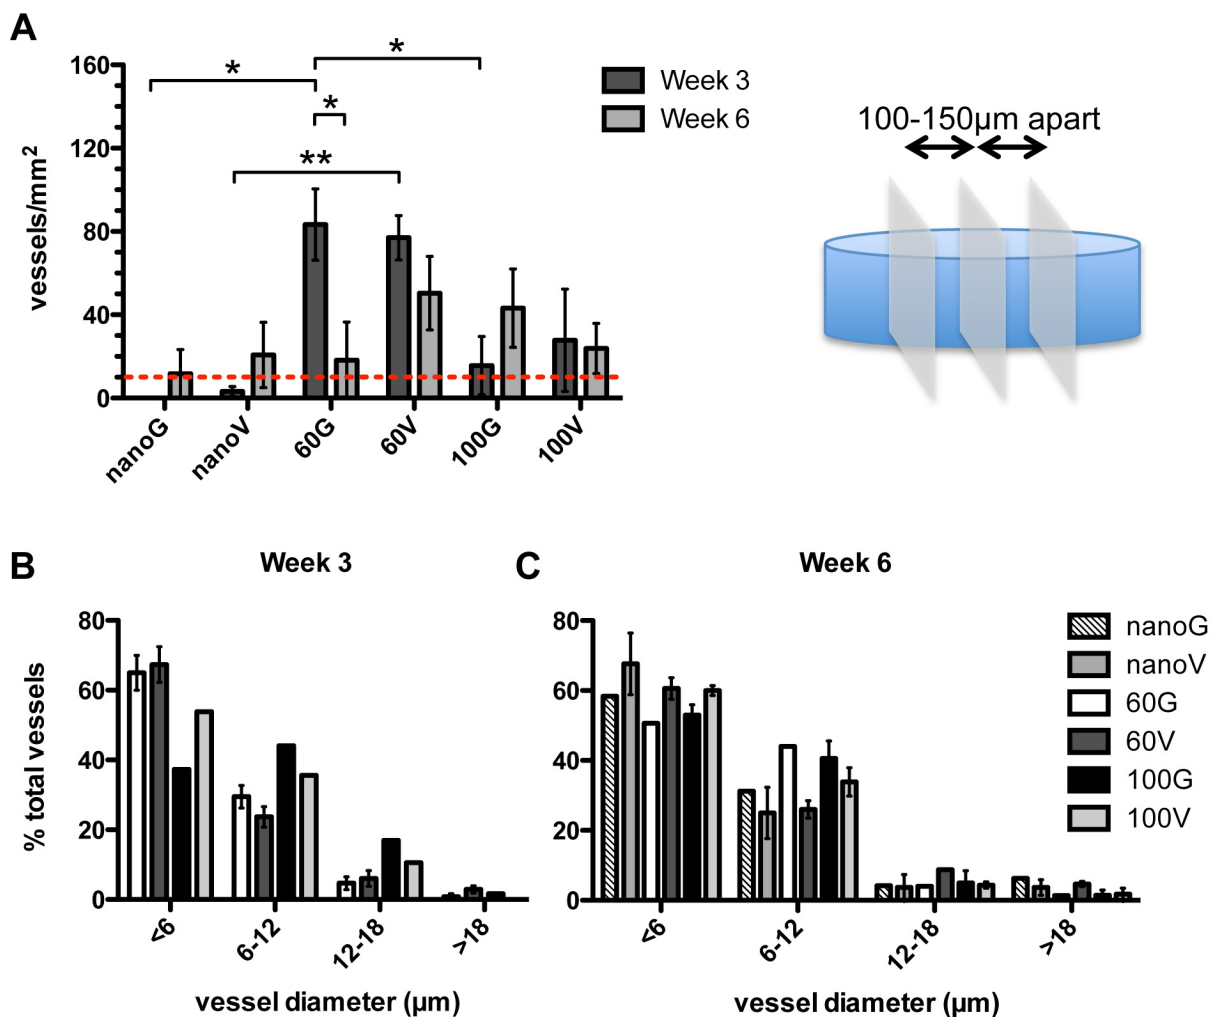 A
*
*
*
**
160
120
80
40
0
vessels/mm²
nanoG
nanoV
60G
60V
100G
100V
Week 3
Week 6
100-150µm apart
B
Week 3
80
60
40
20
0
% total vessels
<6
6-12
12-18
>18
vessel diameter (µm)
C
Week 6
80
60
40
20
0
<6
6-12
12-18
>18
vessel diameter (µm)
nanoG
nanoV
60G
60V
100G
100V